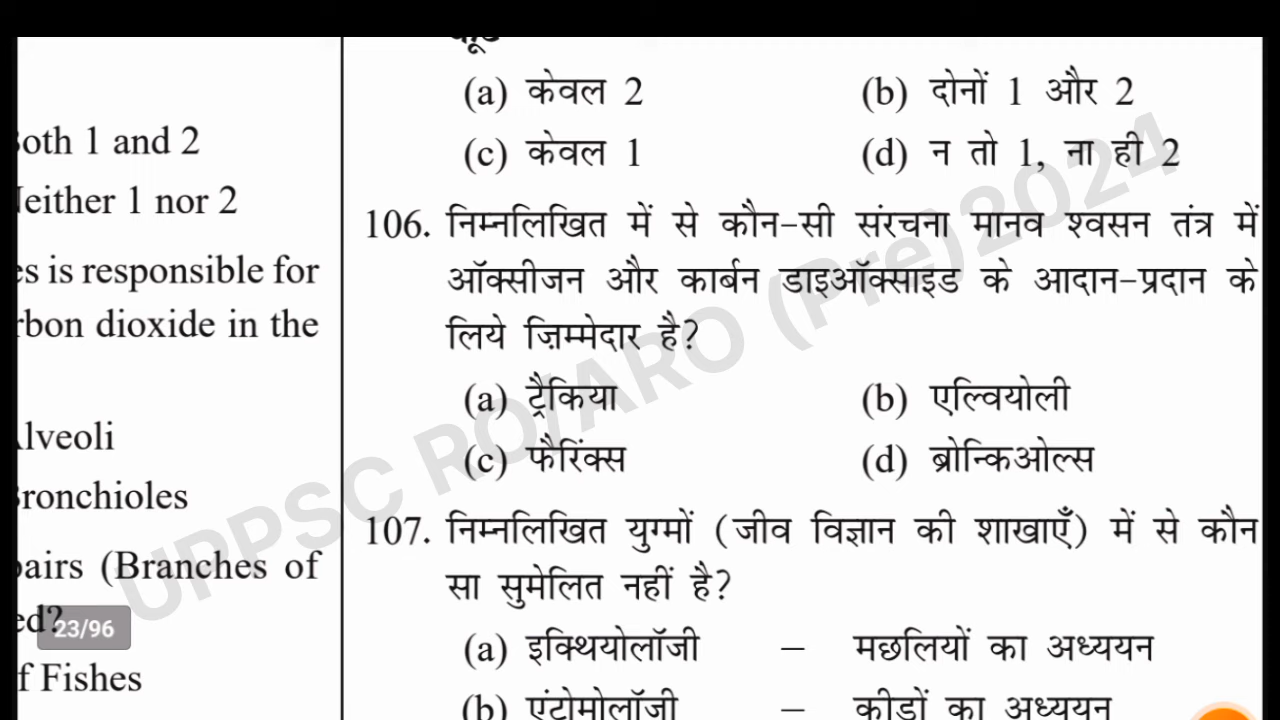 oth 1 and 2
either 1 nor 2
es is responsible for
rbon dioxide in the
lveoli
ronchioles
pairs (Branches of
ed?
f Fishes
23/96
(a) केवल 2 (b) दोनों 1 और 2
(c) केवल 1 (d) न तो 1, ना ही 2
106. निम्नलिखित में से कौन-सी संरचना मानव श्वसन तंत्र में
ऑक्सीजन और कार्बन डाइऑक्साइड के आदान-प्रदान के
लिये ज़िम्मेदार है?
(a) ट्रैकिया (b) एल्वियोली
(c) फैरिंक्स (d) ब्रोन्किओल्स
107. निम्नलिखित युग्मों (जीव विज्ञान की शाखाएँ) में से कौन
सा सुमेलित नहीं है?
(a) इक्थियोलॉजी – मछलियों का अध्ययन
(b) एंटोमोलॉजी – कीड़ों का अध्ययन
UPPSC RO/ARO (Pre) 2024